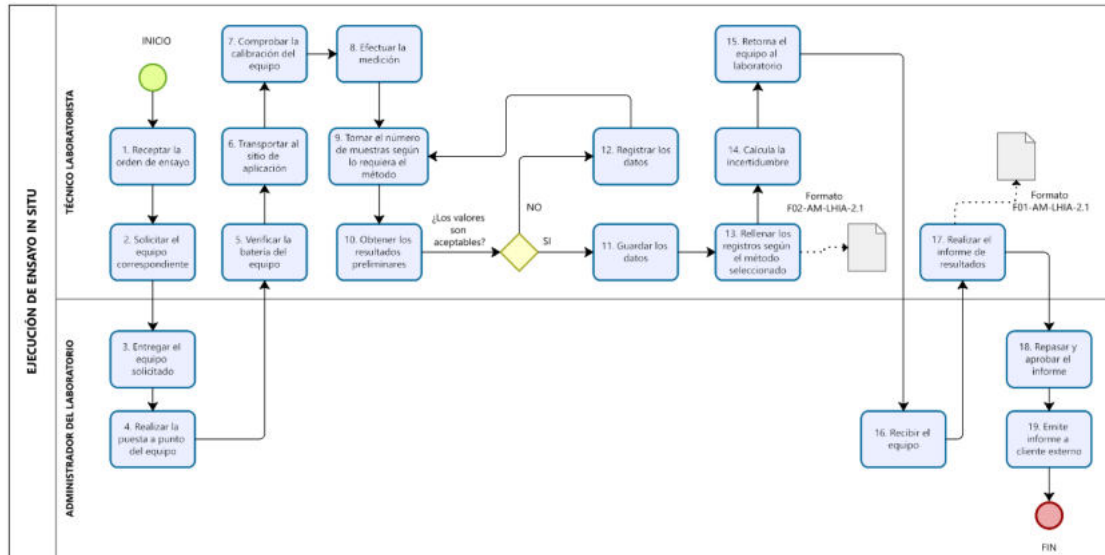 EJECUCIÓN DE ENSAYO IN SITU
TÉCNICO LABORATORISTA
INICIO
1. Receptar la
orden de ensayo
2. Solicitar el
equipo
correspondiente
ADMINISTRADOR DEL LABORATORIO
3. Entregar el
equipo
solicitado
4. Realizar la
puesta a punto
del equipo
5. Verificar la
batería del
equipo
6. Transportar al
sitio de
aplicación
7. Comprobar la
calibración del
equipo
8. Efectuar la
medición
9. Tomar el número
de muestras según
lo requiera el
método
10. Obtener los
resultados
preliminares
¿Los valores
son
aceptables?
NO
SI
11. Guardar los
datos
12. Registrar los
datos
13. Rellenar los
registros según
el método
seleccionado
Formato
F02-AM-LHIA-2.1
14. Calcula la
incertidumbre
15. Retorna el
equipo al
laboratorio
16. Recibir el
equipo
17. Realizar el
informe de
resultados
Formato
F01-AM-LHIA-2.1
18. Repasar y
aprobar el
informe
19. Emite
informe a
cliente externo
FIN